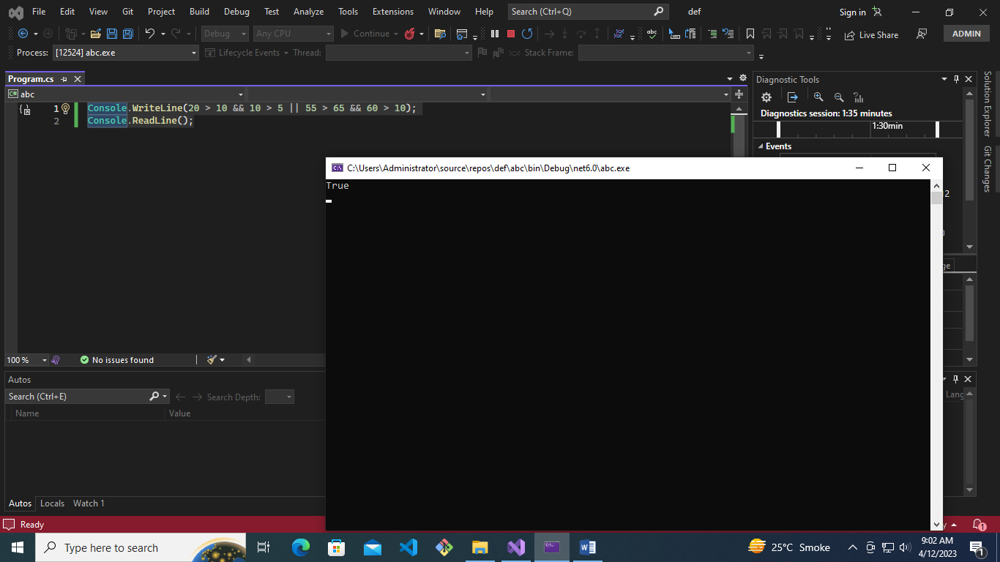 File Edit View Git Project Build Debug Test Analyze Tools Extensions Window Help Search (Ctrl+Q) def Sign in
Debug Any CPU Continue Live Share ADMIN
Process: [12524] abc.exe Lifecycle Events Thread: Stack Frame:
Program.cs
abc
1 Console.WriteLine(20 > 10 && 10 > 5 || 55 > 65 && 60 > 10);
2 Console.ReadLine();
Diagnostic Tools
Diagnostics session: 1:35 minutes
1:30min
Events
Solution Explorer
Git Changes
C:\Users\Administrator\source\repos\def\abc\bin\Debug\net6.0\abc.exe
True
100 % No issues found
Autos
Search (Ctrl+E) Search Depth:
Name Value
Lang
Autos Locals Watch 1
Ready
1
Type here to search
25°C Smoke
9:02 AM
4/12/2023
1